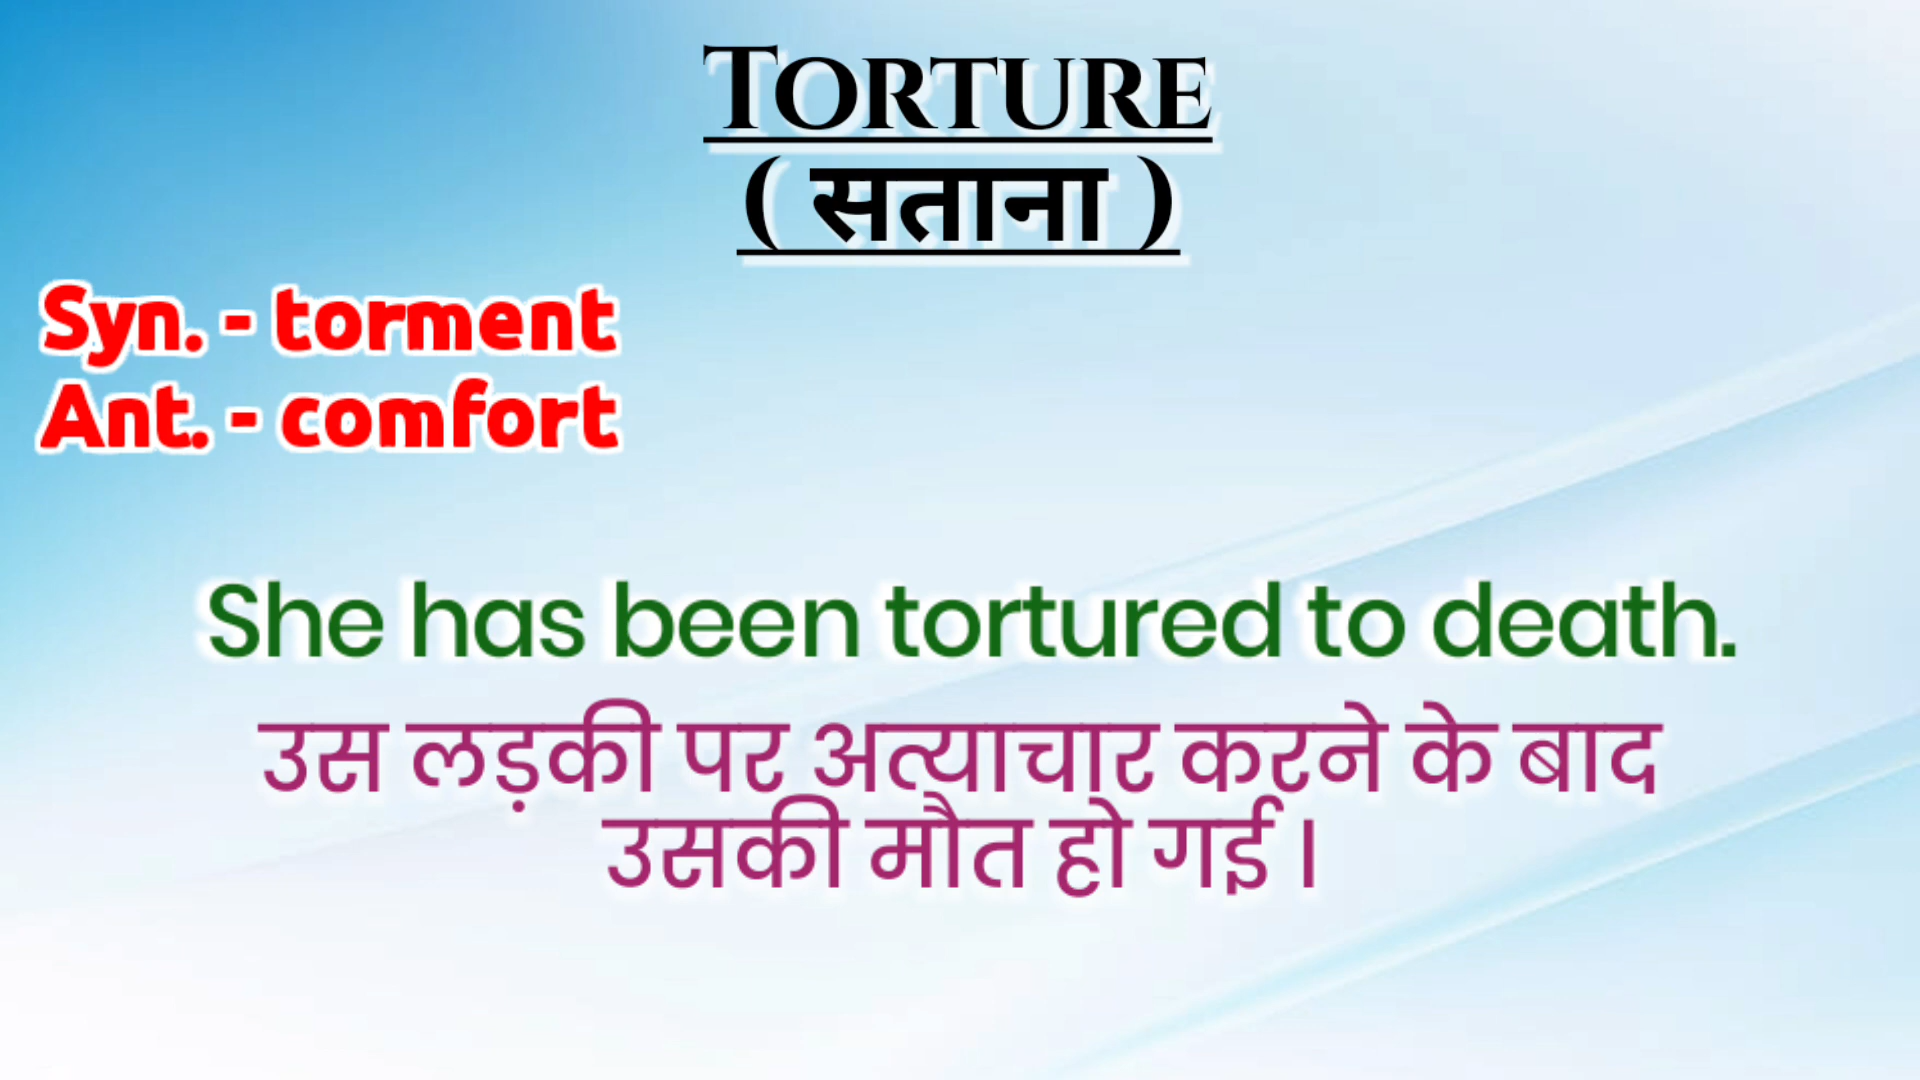 TORTURE
( सताना )
Syn. - torment
Ant. - comfort
She has been tortured to death.
उस लड़की पर अत्याचार करने के बाद
उसकी मौत हो गई ।